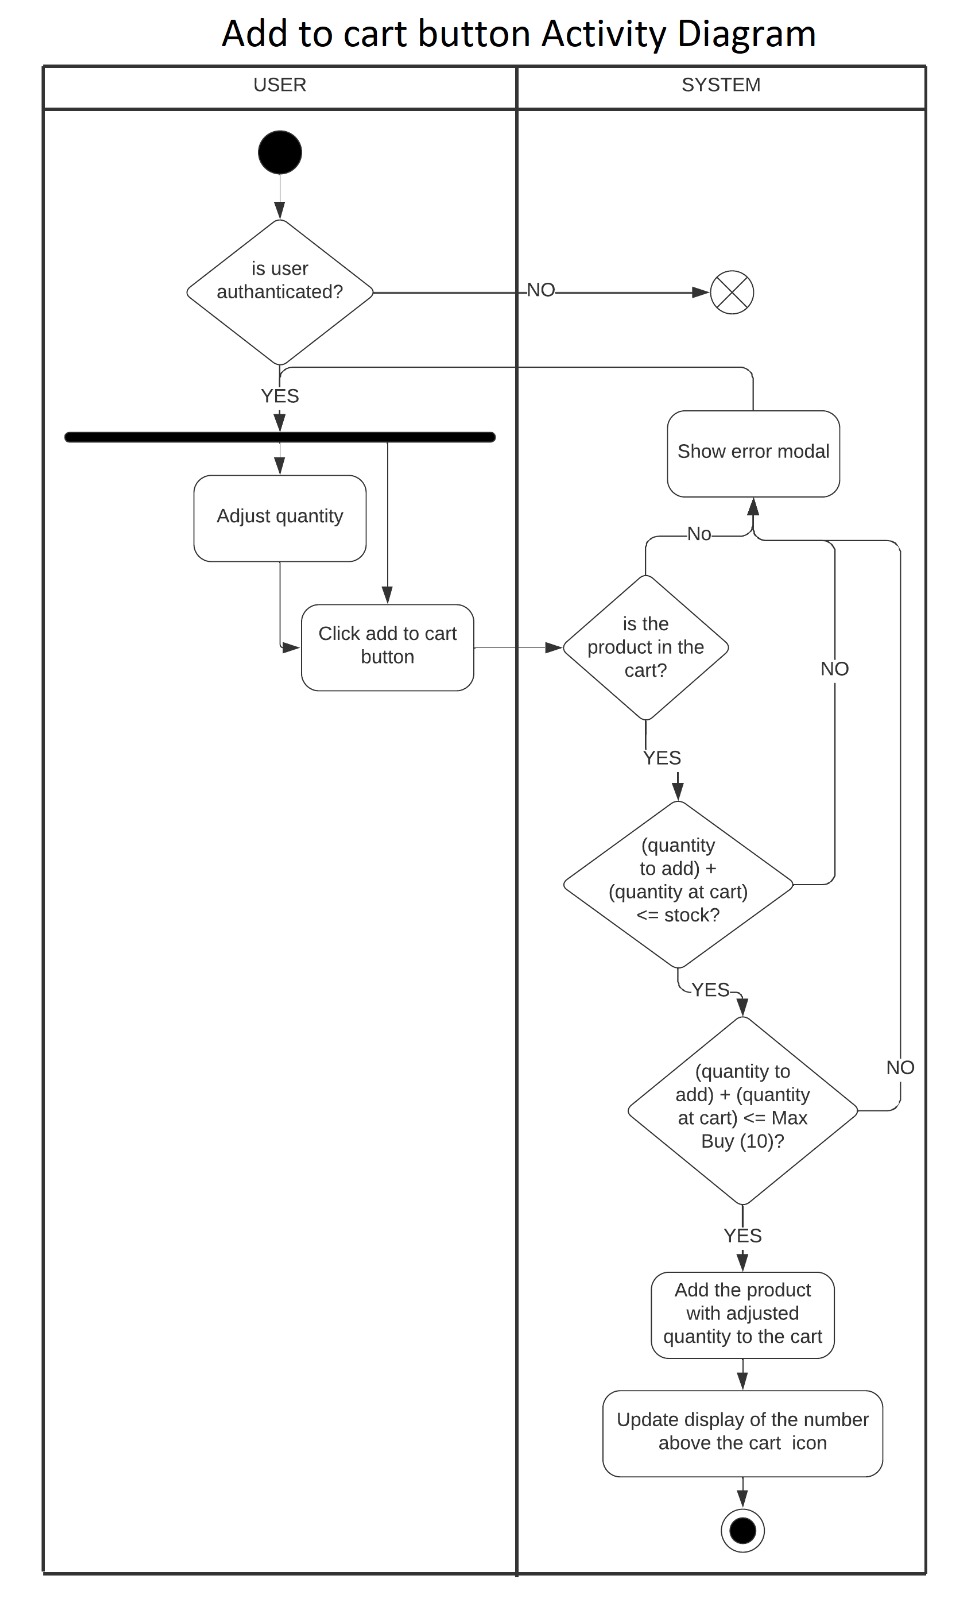 Add to cart button Activity Diagram
USER
SYSTEM
is user
authanticated?
NO
YES
Show error modal
Adjust quantity
No
Click add to cart
button
is the
product in the
cart?
NO
YES
(quantity
to add) +
(quantity at cart)
<= stock?
YES
(quantity to
add) + (quantity
at cart) <= Max
Buy (10)?
NO
YES
Add the product
with adjusted
quantity to the cart
Update display of the number
above the cart icon